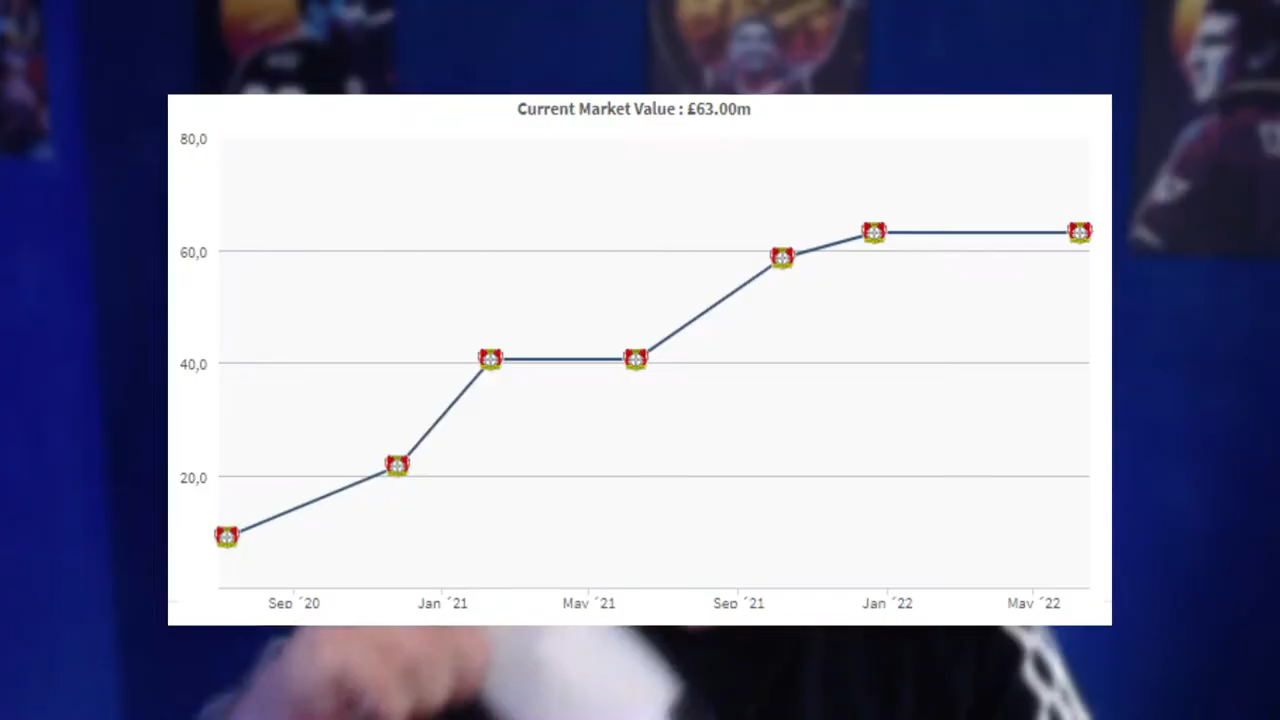 Current Market Value : £63.00m
80,0
60,0
40,0
20,0
Sep ´20
Jan ´21
May ´21
Sep ´21
Jan ´22
May ´22